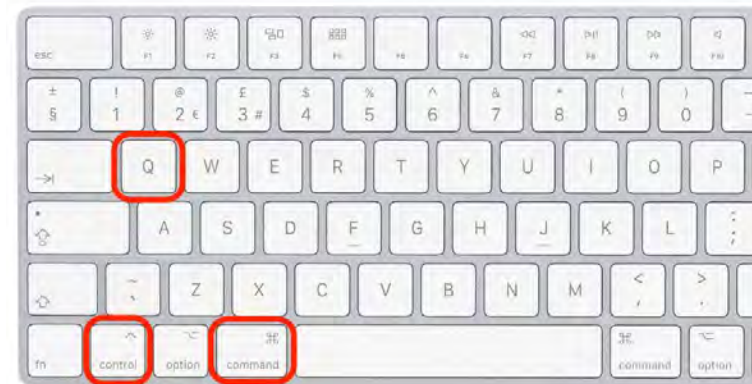 esc F1 F2 F3 F4 F5 F6 F7 F8 F9 F10
± ! @ £ $ % ^ & * ( )
§ 1 2 € 3 # 4 5 6 7 8 9 0
Q W E R T Y U I O P
A S D F G H J K L : ;
~ Z X C V B N M < >
` , .
fn control option command command option